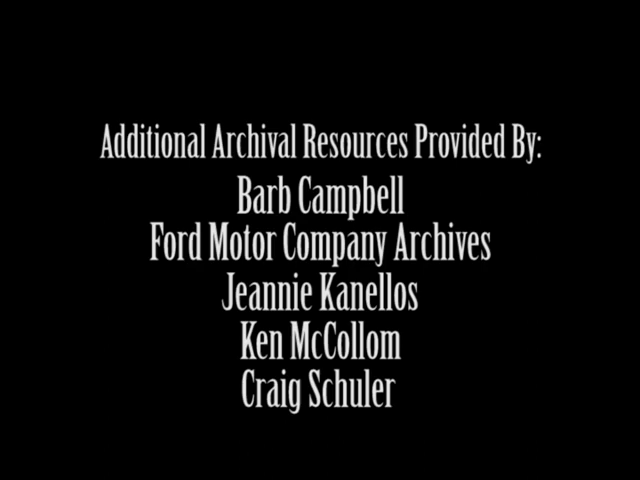 Additional Archival Resources Provided By:
Barb Campbell
Ford Motor Company Archives
Jeannie Kanellos
Ken McCollom
Craig Schuler